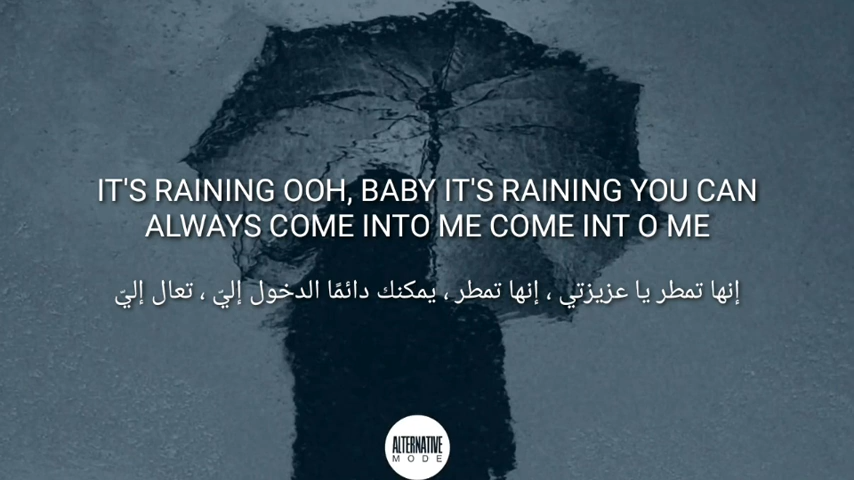 IT'S RAINING OOH, BABY IT'S RAINING YOU CAN
ALWAYS COME INTO ME COME INT O ME
إنها تمطر يا عزيزتي ، إنها تمطر ، يمكنك دائمًا الدخول إليّ ، تعال إليّ
ALTERNATIVE
MODE